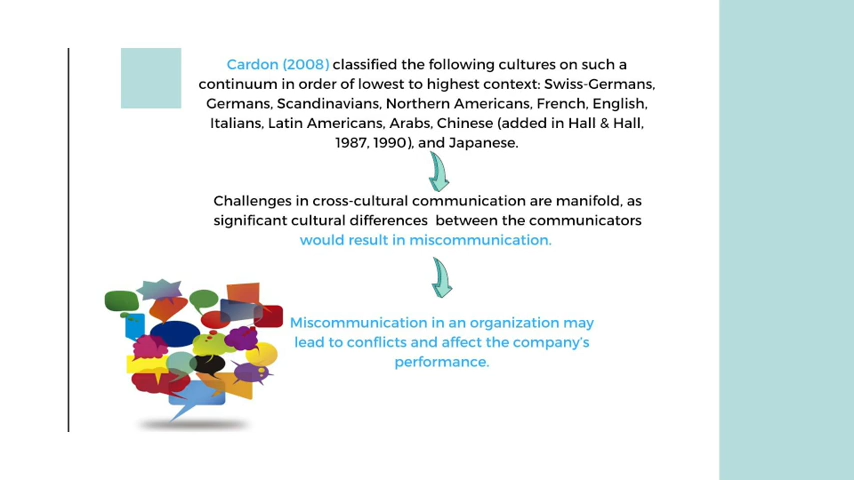 Cardon (2008) classified the following cultures on such a
continuum in order of lowest to highest context: Swiss-Germans,
Germans, Scandinavians, Northern Americans, French, English,
Italians, Latin Americans, Arabs, Chinese (added in Hall & Hall,
1987, 1990), and Japanese.
Challenges in cross-cultural communication are manifold, as
significant cultural differences between the communicators
would result in miscommunication.
Miscommunication in an organization may
lead to conflicts and affect the company's
performance.